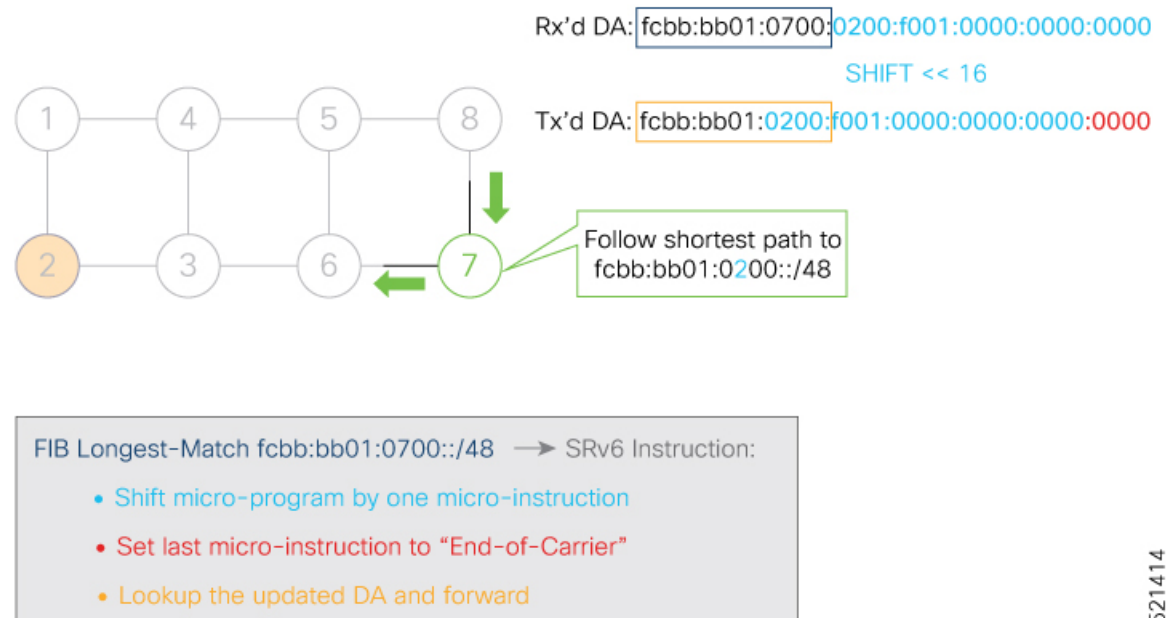 Rx'd DA: fcbb:bb01:0700:0200:f001:0000:0000:0000
SHIFT << 16
Tx'd DA: fcbb:bb01:0200:f001:0000:0000:0000:0000
1
4
5
8
2
3
6
7
Follow shortest path to
fcbb:bb01:0200::/48
FIB Longest-Match fcbb:bb01:0700::/48 → SRv6 Instruction:
• Shift micro-program by one micro-instruction
• Set last micro-instruction to “End-of-Carrier”
• Lookup the updated DA and forward
521414